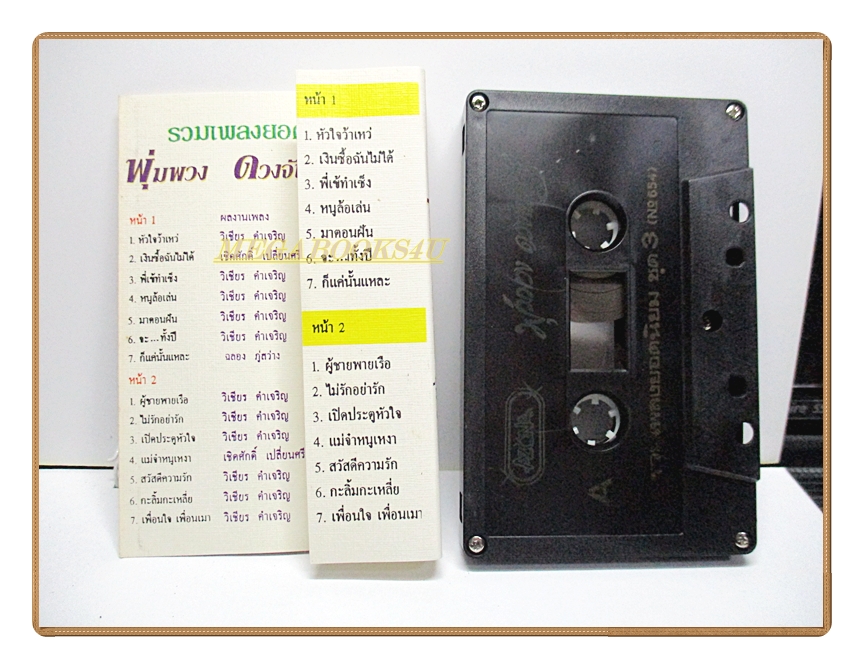 รวมเพลงยอด
พุ่มพวง ดวงจั
หน้า 1 ผลงานเพลง
1. หัวใจว้าเหว่ วิเชียร คำเจริญ
2. เงินซื้อฉันไม่ได้ เชิดศักดิ์ เปลี่ยนศรี
3. พี่เข้ทำเซ็ง วิเชียร คำเจริญ
4. หนูล้อเล่น วิเชียร คำเจริญ
5. มาตอนฝน วิเชียร คำเจริญ
6. จะ...ทั้งปี วิเชียร คำเจริญ
7. ก็แค่นั้นแหละ ฉลอง ภู่สว่าง
หน้า 2
1. ผู้ชายพายเรือ วิเชียร คำเจริญ
2. ไม่รักอย่ารัก วิเชียร คำเจริญ
3. เปิดประตูหัวใจ วิเชียร คำเจริญ
4. แม่จ๋าหนูเหงา เชิดศักดิ์ เปลี่ยนศรี
5. สวัสดีความรัก วิเชียร คำเจริญ
6. กะลิ้มกะเหลี่ย วิเชียร คำเจริญ
7. เพื่อนใจ เพื่อนเมา วิเชียร คำเจริญ
หน้า 1
1. หัวใจว้าเหว่
2. เงินซื้อฉันไม่ได้
3. พี่เข้ทำเซ็ง
4. หนูล้อเล่น
5. มาตอนฝน
6. จะ...ทั้งปี
7. ก็แค่นั้นแหละ
หน้า 2
1. ผู้ชายพายเรือ
2. ไม่รักอย่ารัก
3. เปิดประตูหัวใจ
4. แม่จ๋าหนูเหงา
5. สวัสดีความรัก
6. กะลิ้มกะเหลี่ย
7. เพื่อนใจ เพื่อนเมา
MEGABOOKS4U
เพลงยอดนิยม ชุด 3 (No 654)
A